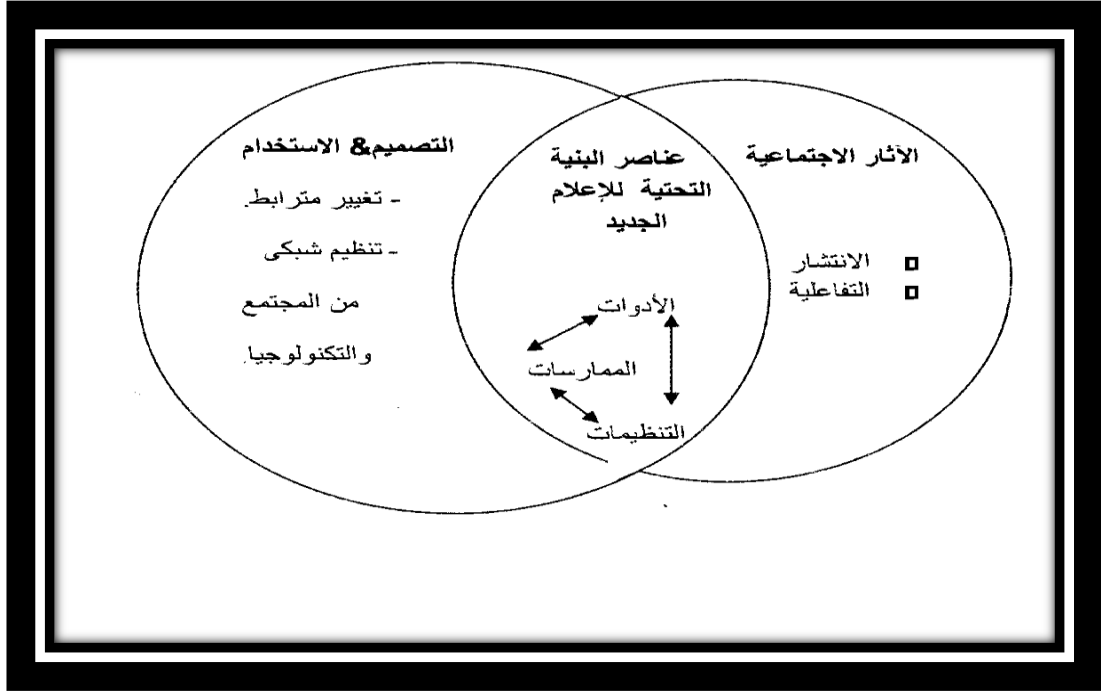 الآثار الاجتماعية
الانتشار
التفاعلية
عناصر البنية
التحتية للإعلام
الجديد
الأدوات
الممارسات
التنظيمات
التصميم& الاستخدام
- تغيير مترابط.
- تنظيم شبكى
من المجتمع
والتكنولوجيا.